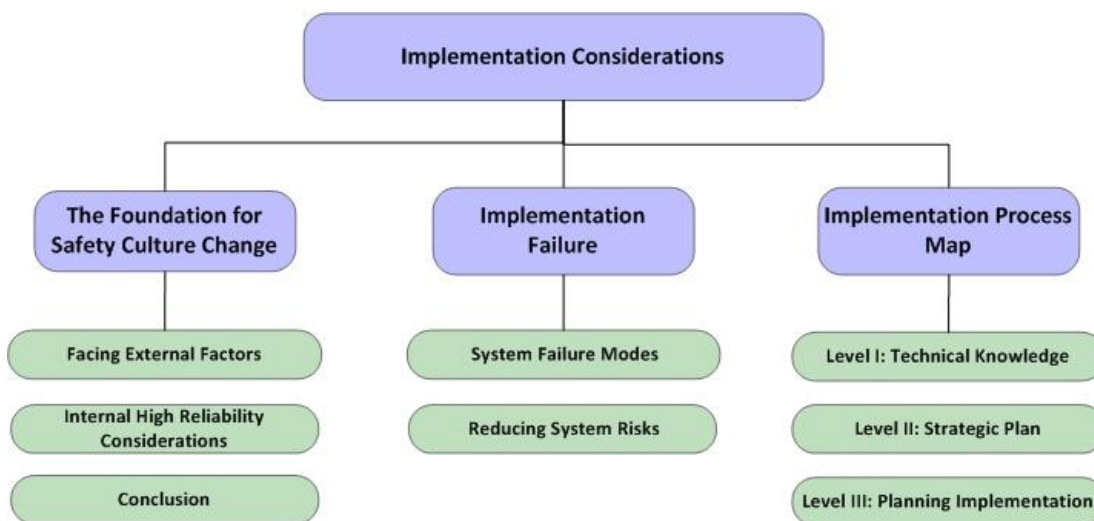 Implementation Considerations
The Foundation for
Safety Culture Change
Facing External Factors
Internal High Reliability
Considerations
Conclusion
Implementation
Failure
System Failure Modes
Reducing System Risks
Implementation Process
Map
Level I: Technical Knowledge
Level II: Strategic Plan
Level III: Planning Implementation